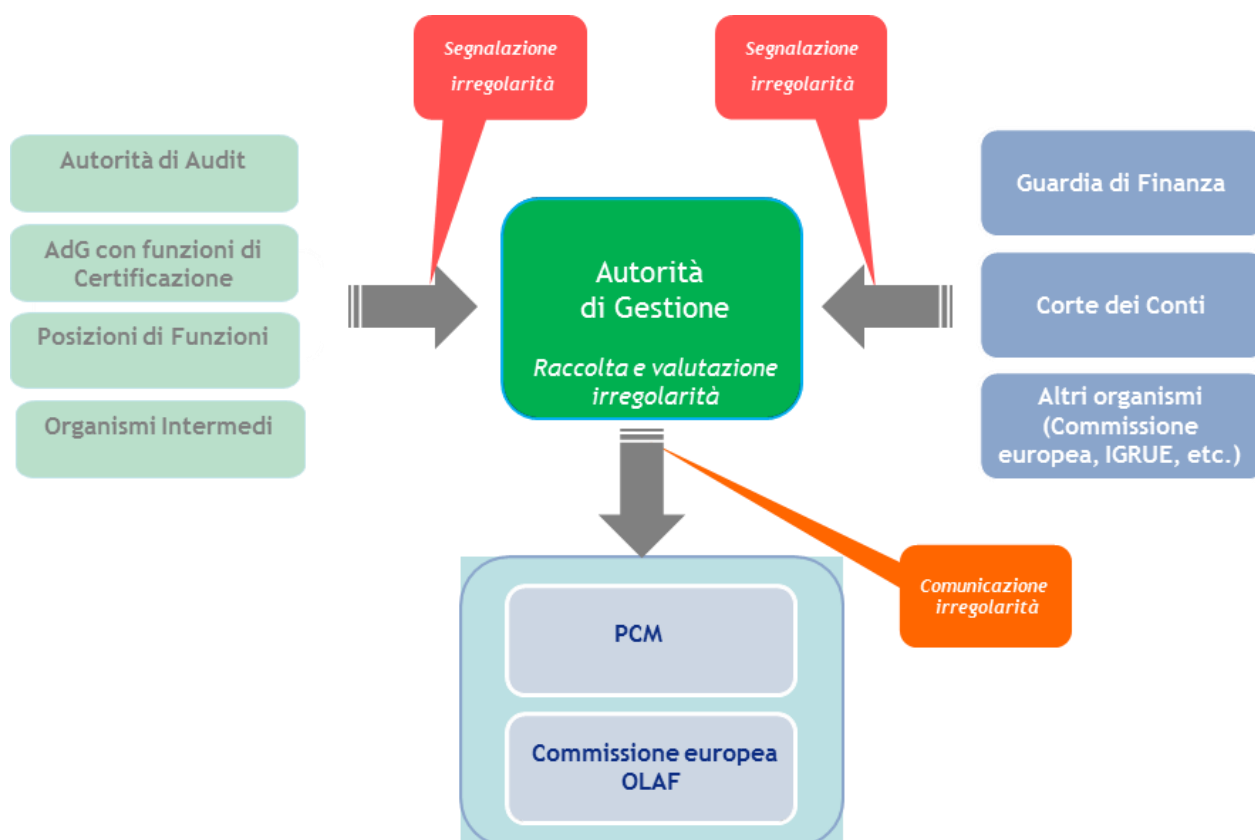 Segnalazione
irregolarità
Segnalazione
irregolarità
Autorità di Audit
AdG con funzioni di
Certificazione
Posizioni di Funzioni
Organismi Intermedi
Autorità
di Gestione
Raccolta e valutazione
irregolarità
Guardia di Finanza
Corte dei Conti
Altri organismi
(Commissione
europea, IGRUE, etc.)
Comunicazione
irregolarità
PCM
Commissione europea
OLAF